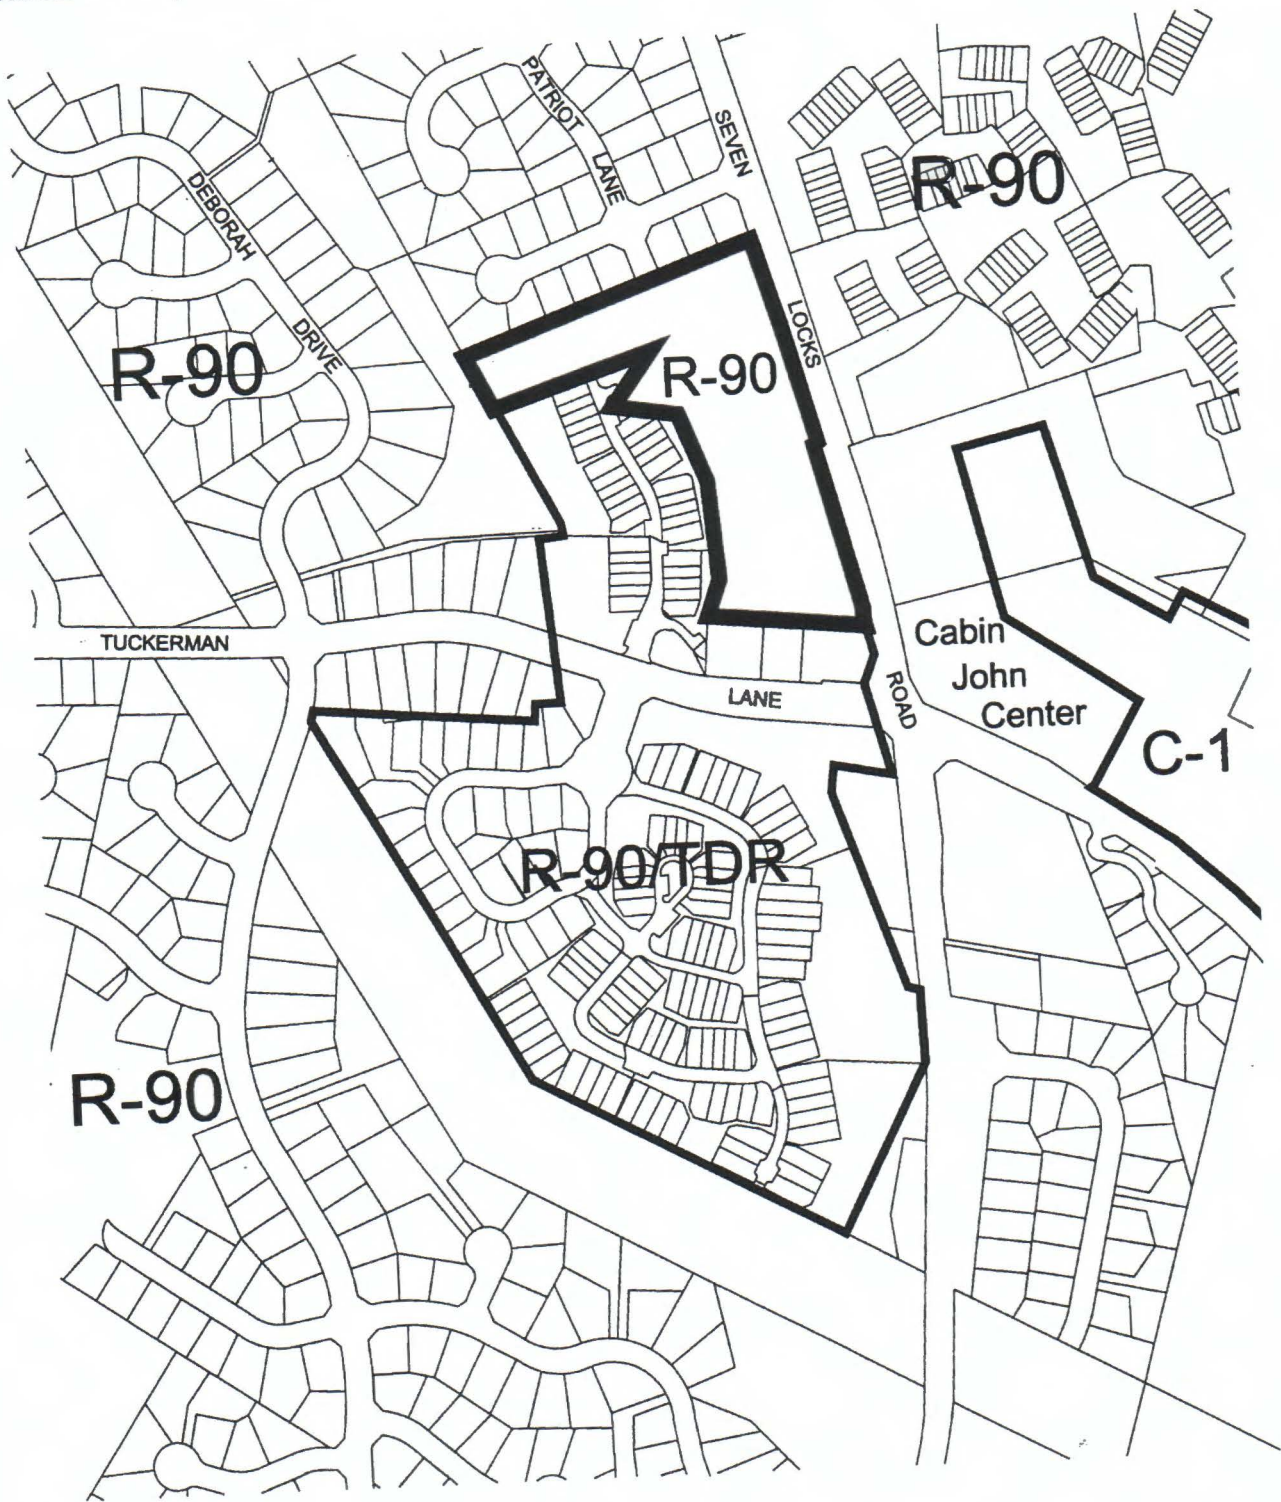 PATRIOT
LANE
SEVEN
LOCKS
ROAD
R-90
DEBORAH
DRIVE
R-90
R-90
TUCKERMAN
LANE
Cabin
John
Center
C-1
R-90/TDR
R-90